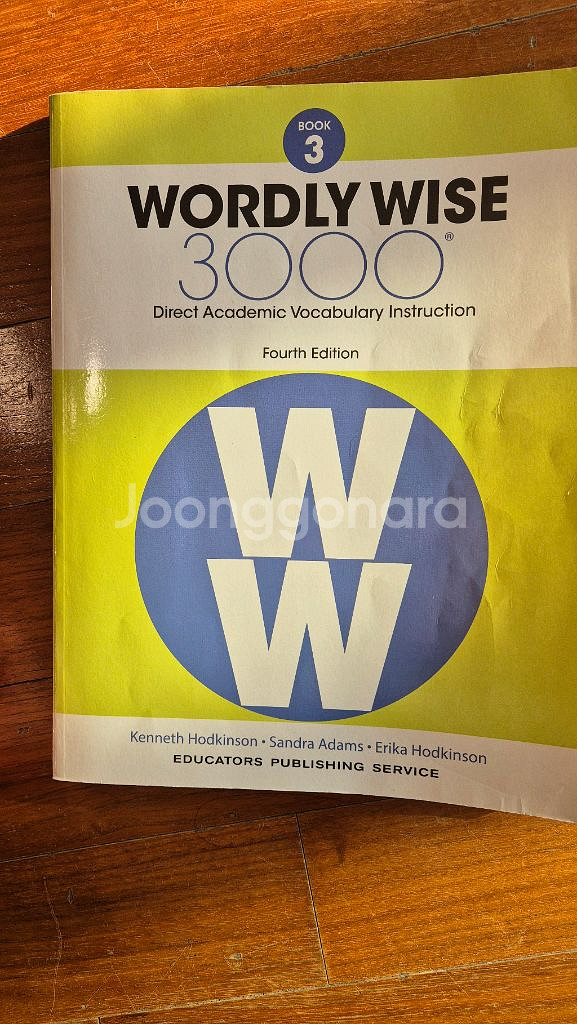 BOOK
3
WORDLY WISE
3000®
Direct Academic Vocabulary Instruction
Fourth Edition
W
Joonggonara
W
Kenneth Hodkinson • Sandra Adams • Erika Hodkinson
EDUCATORS PUBLISHING SERVICE